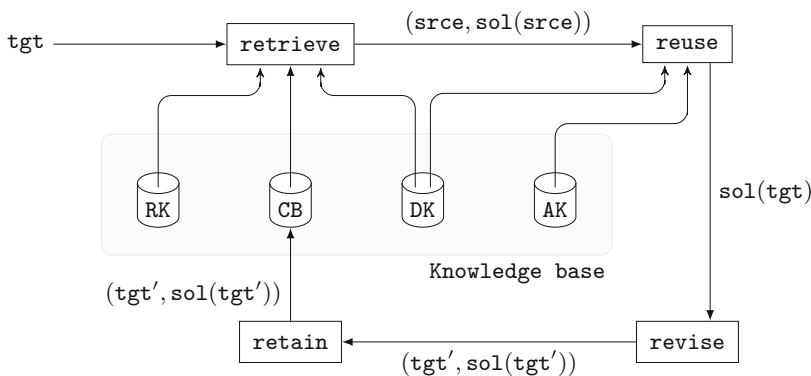 (srce, sol(srce))
tgt
retrieve
reuse
RK
CB
DK
AK
sol(tgt)
Knowledge base
(tgt′, sol(tgt′))
retain
revise
(tgt′, sol(tgt′))